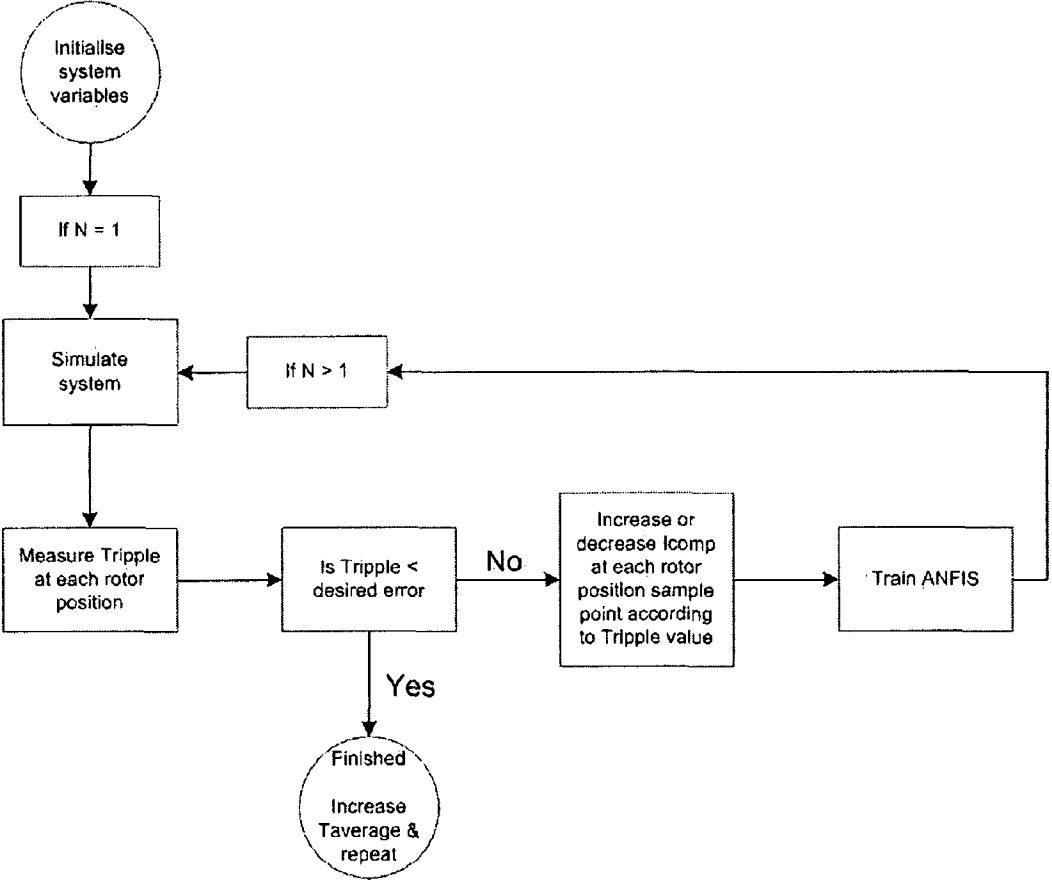 Initialise
system
variables
If N = 1
Simulate
system
If N > 1
Measure Tripple
at each rotor
position
Is Tripple <
desired error
No
Increase or
decrease Icomp
at each rotor
position sample
point according
to Tripple value
Train ANFIS
Yes
Finished
Increase
Taverage &
repeat